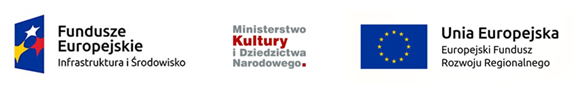 Fundusze
Europejskie
Infrastruktura i Środowisko
Ministerstwo
Kultury
i Dziedzictwa
Narodowego.
Unia Europejska
Europejski Fundusz
Rozwoju Regionalnego